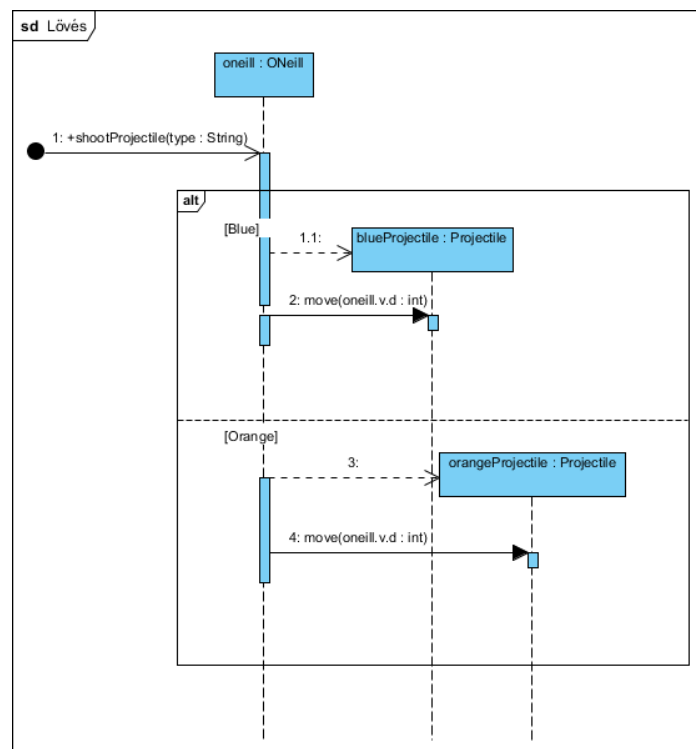 sd Lövés
oneill : ONeill
1: +shootProjectile(type : String)
alt
[Blue]
1.1:
blueProjectile : Projectile
2: move(oneill.v.d : int)
[Orange]
3:
orangeProjectile : Projectile
4: move(oneill.v.d : int)